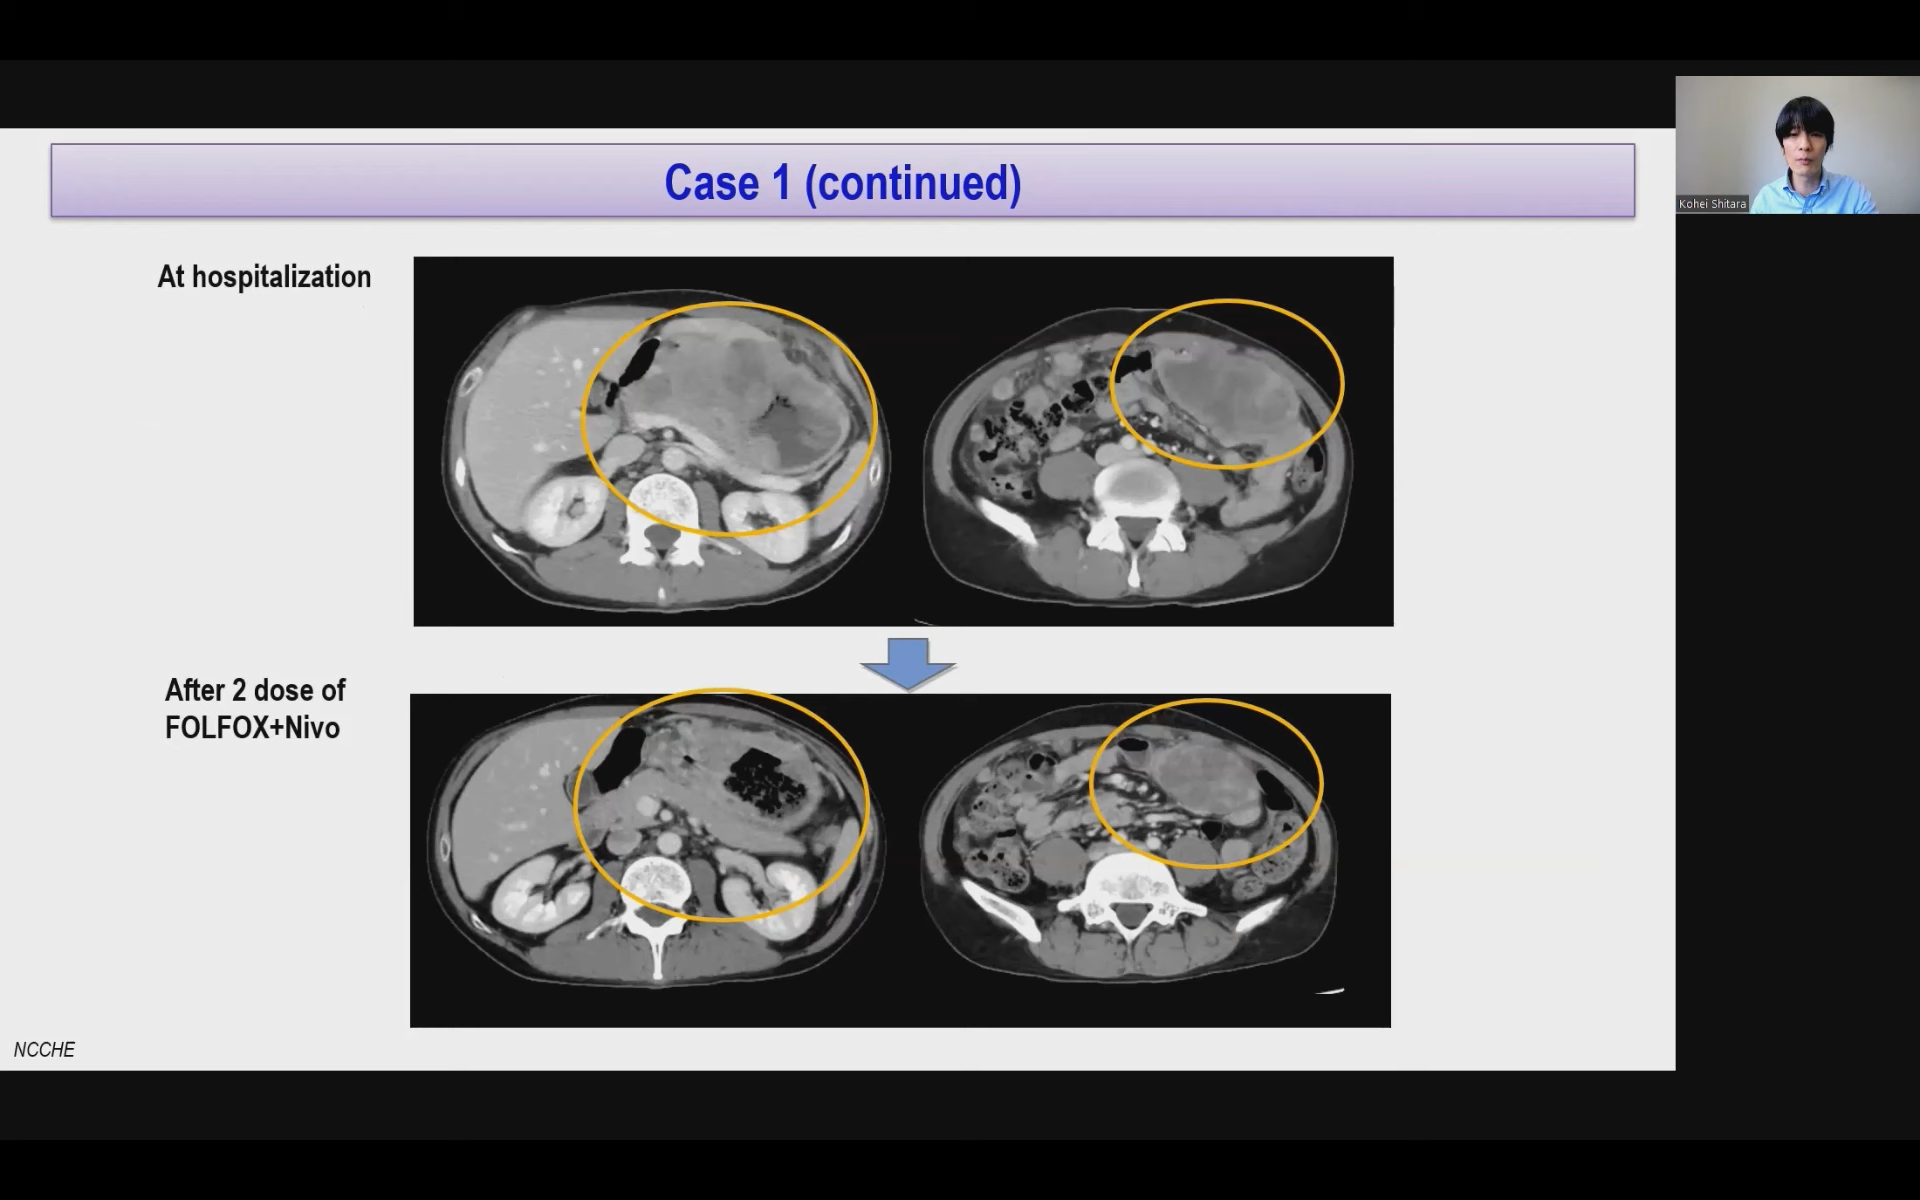 Case 1 (continued)
Kohei Shitara
At hospitalization
After 2 dose of
FOLFOX+Nivo
NCCHE